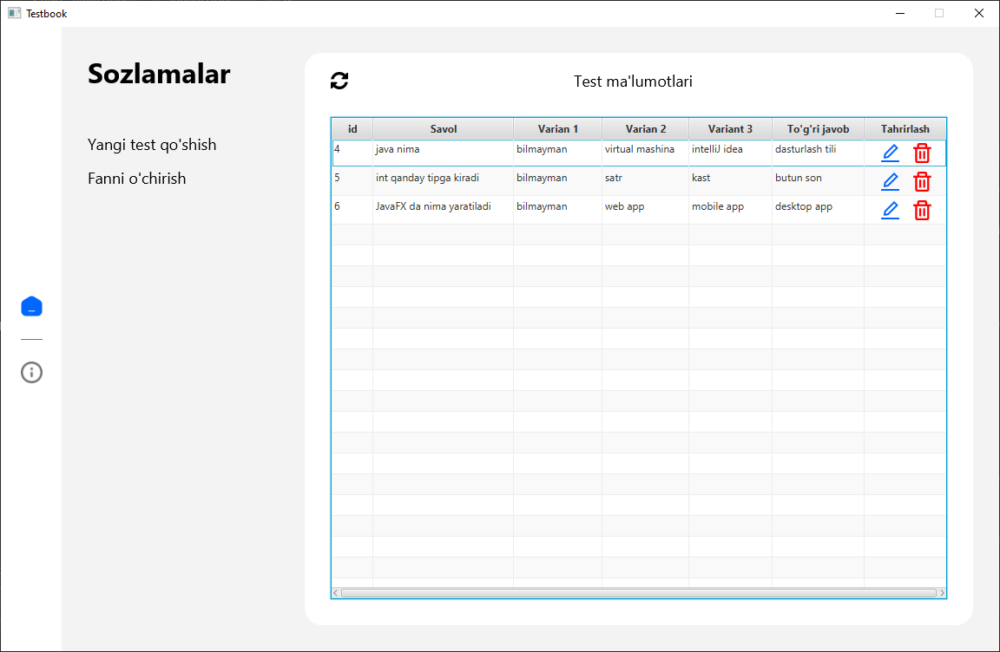 Testbook
Sozlamalar
Yangi test qo'shish
Fanni o'chirish
Test ma'lumotlari
id Savol Varian 1 Varian 2 Variant 3 To'g'ri javob Tahrirlash
4 java nima bilmayman virtual mashina intelliJ idea dasturlash tili
5 int qanday tipga kiradi bilmayman satr kast butun son
6 JavaFX da nima yaratiladi bilmayman web app mobile app desktop app